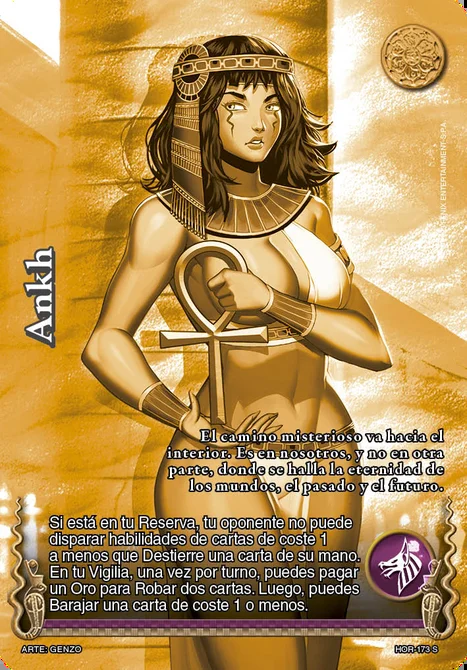 Ankh
El camino misterioso va hacia el
interior. Es en nosotros, y no en otra
parte, donde se halla la eternidad de
los mundos, el pasado y el futuro.
Si está en tu Reserva, tu oponente no puede
disparar habilidades de cartas de coste 1
a menos que Destierre una carta de su mano.
En tu Vigilia, una vez por turno, puedes pagar
un Oro para Robar dos cartas. Luego, puedes
Barajar una carta de coste 1 o menos.
ARTE: GENZO
HOR-173 S